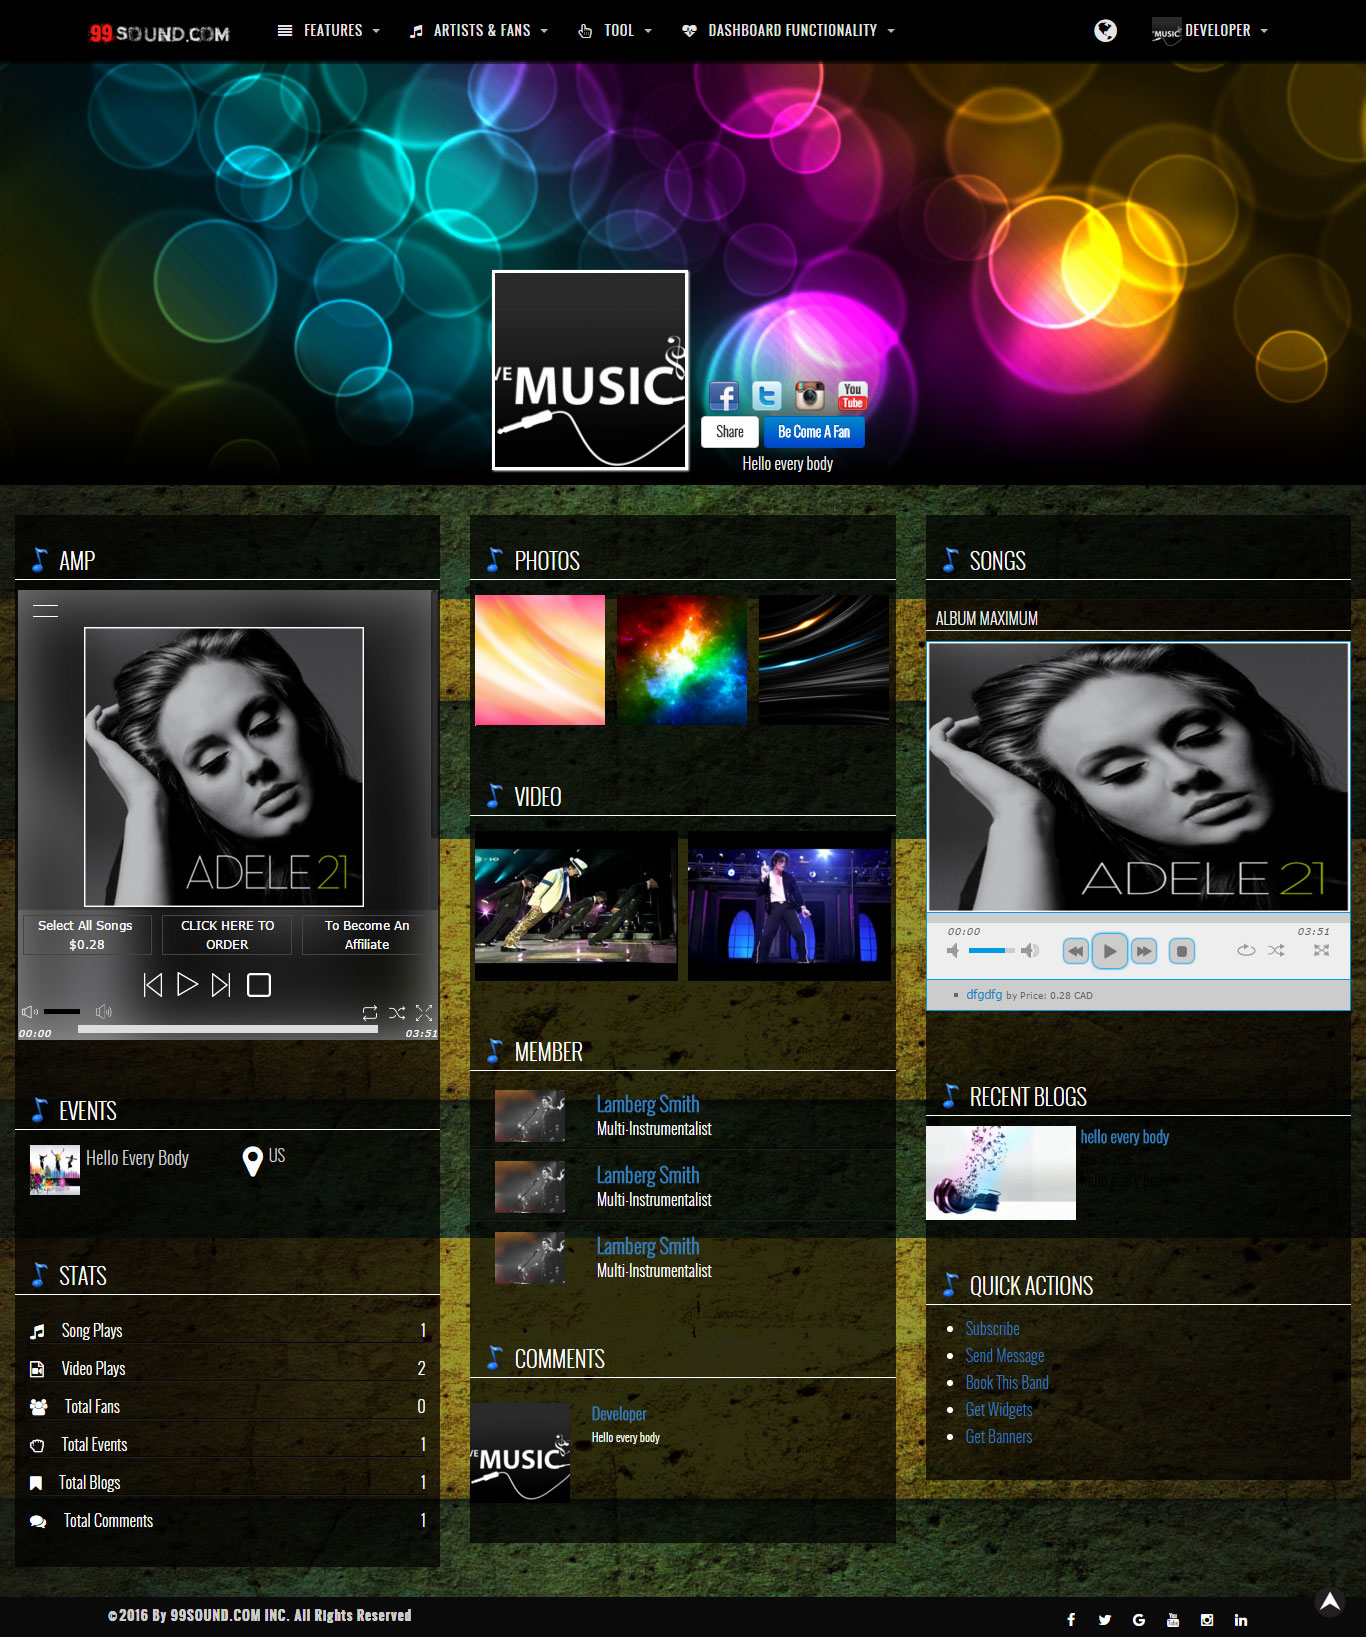 99SOUND.COM
FEATURES
ARTISTS & FANS
TOOL
DASHBOARD FUNCTIONALITY
MUSIC
DEVELOPER
VE MUSIC
You
Tube
Share
Be Come A Fan
Hello every body
AMP
ADELE 21
Select All Songs
$0.28
CLICK HERE TO
ORDER
To Become An
Affiliate
00:00
03:51
EVENTS
Hello Every Body
US
STATS
Song Plays 1
Video Plays 2
Total Fans 0
Total Events 1
Total Blogs 1
Total Comments 1
PHOTOS
VIDEO
MEMBER
Lamberg Smith
Multi-Instrumentalist
Lamberg Smith
Multi-Instrumentalist
Lamberg Smith
Multi-Instrumentalist
COMMENTS
VE MUSIC
Developer
Hello every body
SONGS
ALBUM MAXIMUM
ADELE 21
00:00
03:51
dfgdfg by Price: 0.28 CAD
RECENT BLOGS
hello every body
QUICK ACTIONS
Subscribe
Send Message
Book This Band
Get Widgets
Get Banners
©2016 By 99SOUND.COM INC. All Rights Reserved